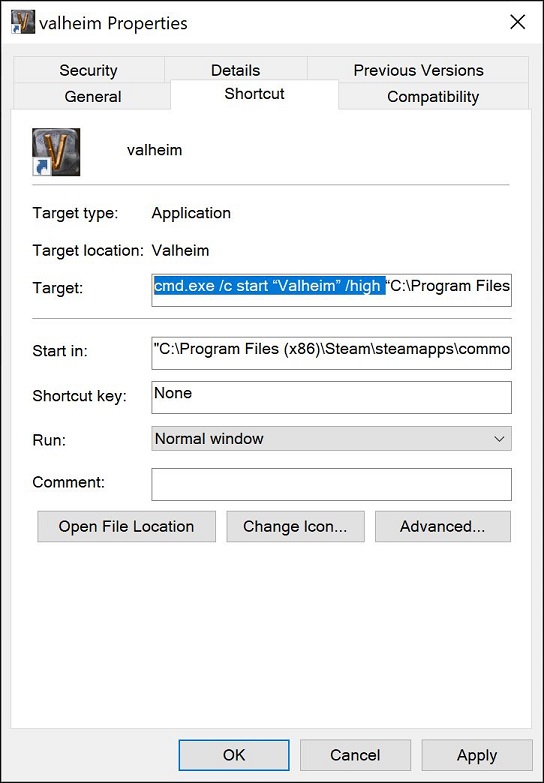 valheim Properties
Security Details Previous Versions
General Shortcut Compatibility
valheim
Target type: Application
Target location: Valheim
Target: cmd.exe /c start “Valheim” /high “C:\Program Files
Start in: "C:\Program Files (x86)\Steam\steamapps\commo
Shortcut key: None
Run: Normal window
Comment:
Open File Location Change Icon... Advanced...
OK Cancel Apply